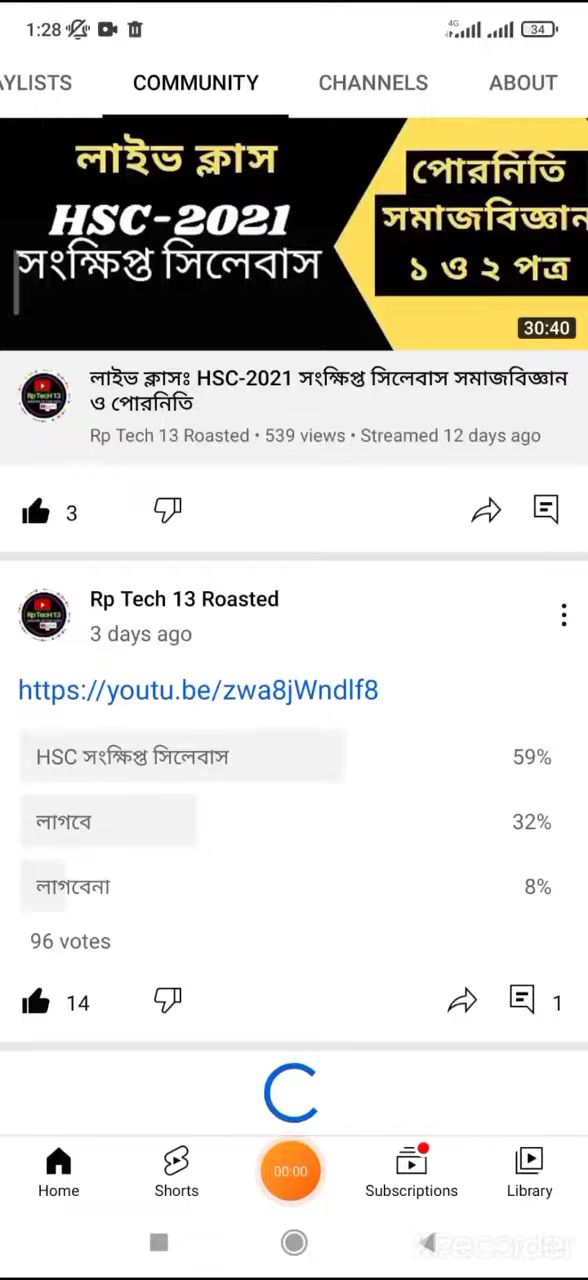 1:28
4G
34
AYLISTS COMMUNITY CHANNELS ABOUT
লাইভ ক্লাস
HSC-2021
সংক্ষিপ্ত সিলেবাস
পোরনিতি
সমাজবিজ্ঞান
১ ও ২ পত্র
30:40
লাইভ ক্লাসঃ HSC-2021 সংক্ষিপ্ত সিলেবাস সমাজবিজ্ঞান
ও পোরনিতি
Rp Tech 13 Roasted • 539 views • Streamed 12 days ago
3
Rp Tech 13 Roasted
3 days ago
https://youtu.be/zwa8jWndlf8
HSC সংক্ষিপ্ত সিলেবাস 59%
লাগবে 32%
লাগবেনা 8%
96 votes
14 1
00:00
Home Shorts Subscriptions Library
Recorder